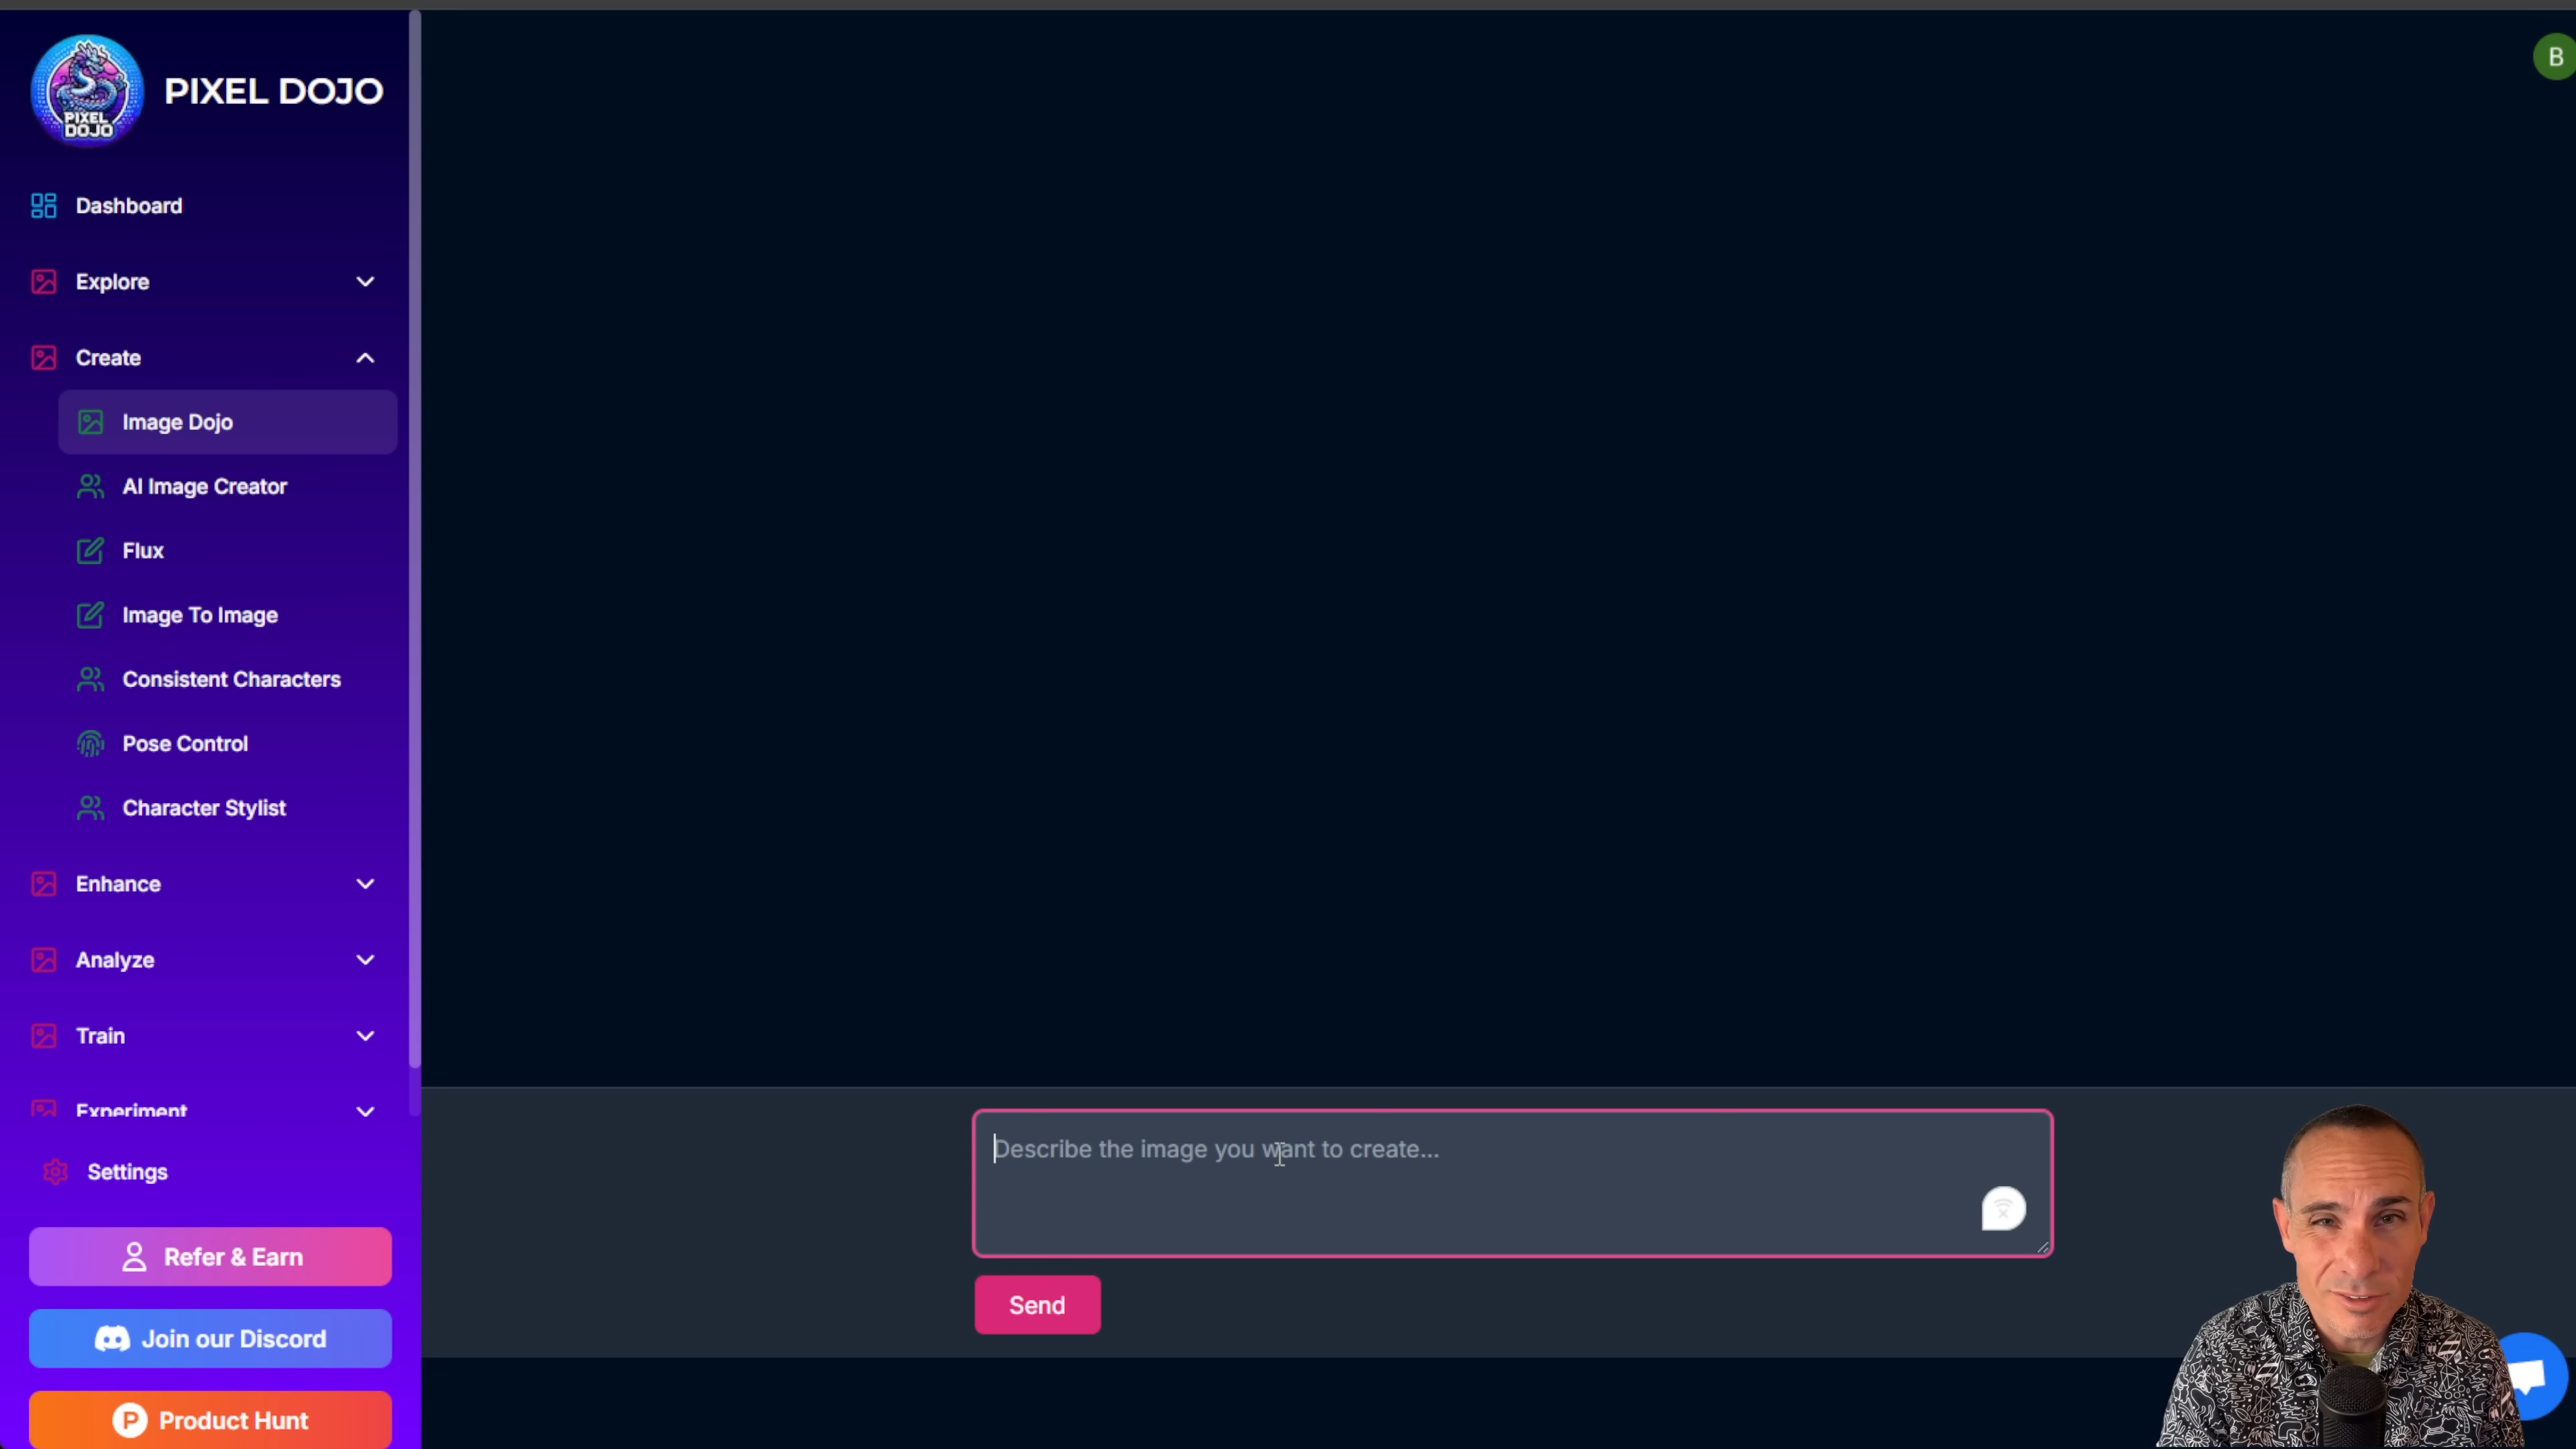 PIXEL
DOJO
PIXEL DOJO
B
Dashboard
Explore
Create
Image Dojo
AI Image Creator
Flux
Image To Image
Consistent Characters
Pose Control
Character Stylist
Enhance
Analyze
Train
Experiment
Settings
Refer & Earn
Join our Discord
P Product Hunt
Describe the image you want to create...
Send